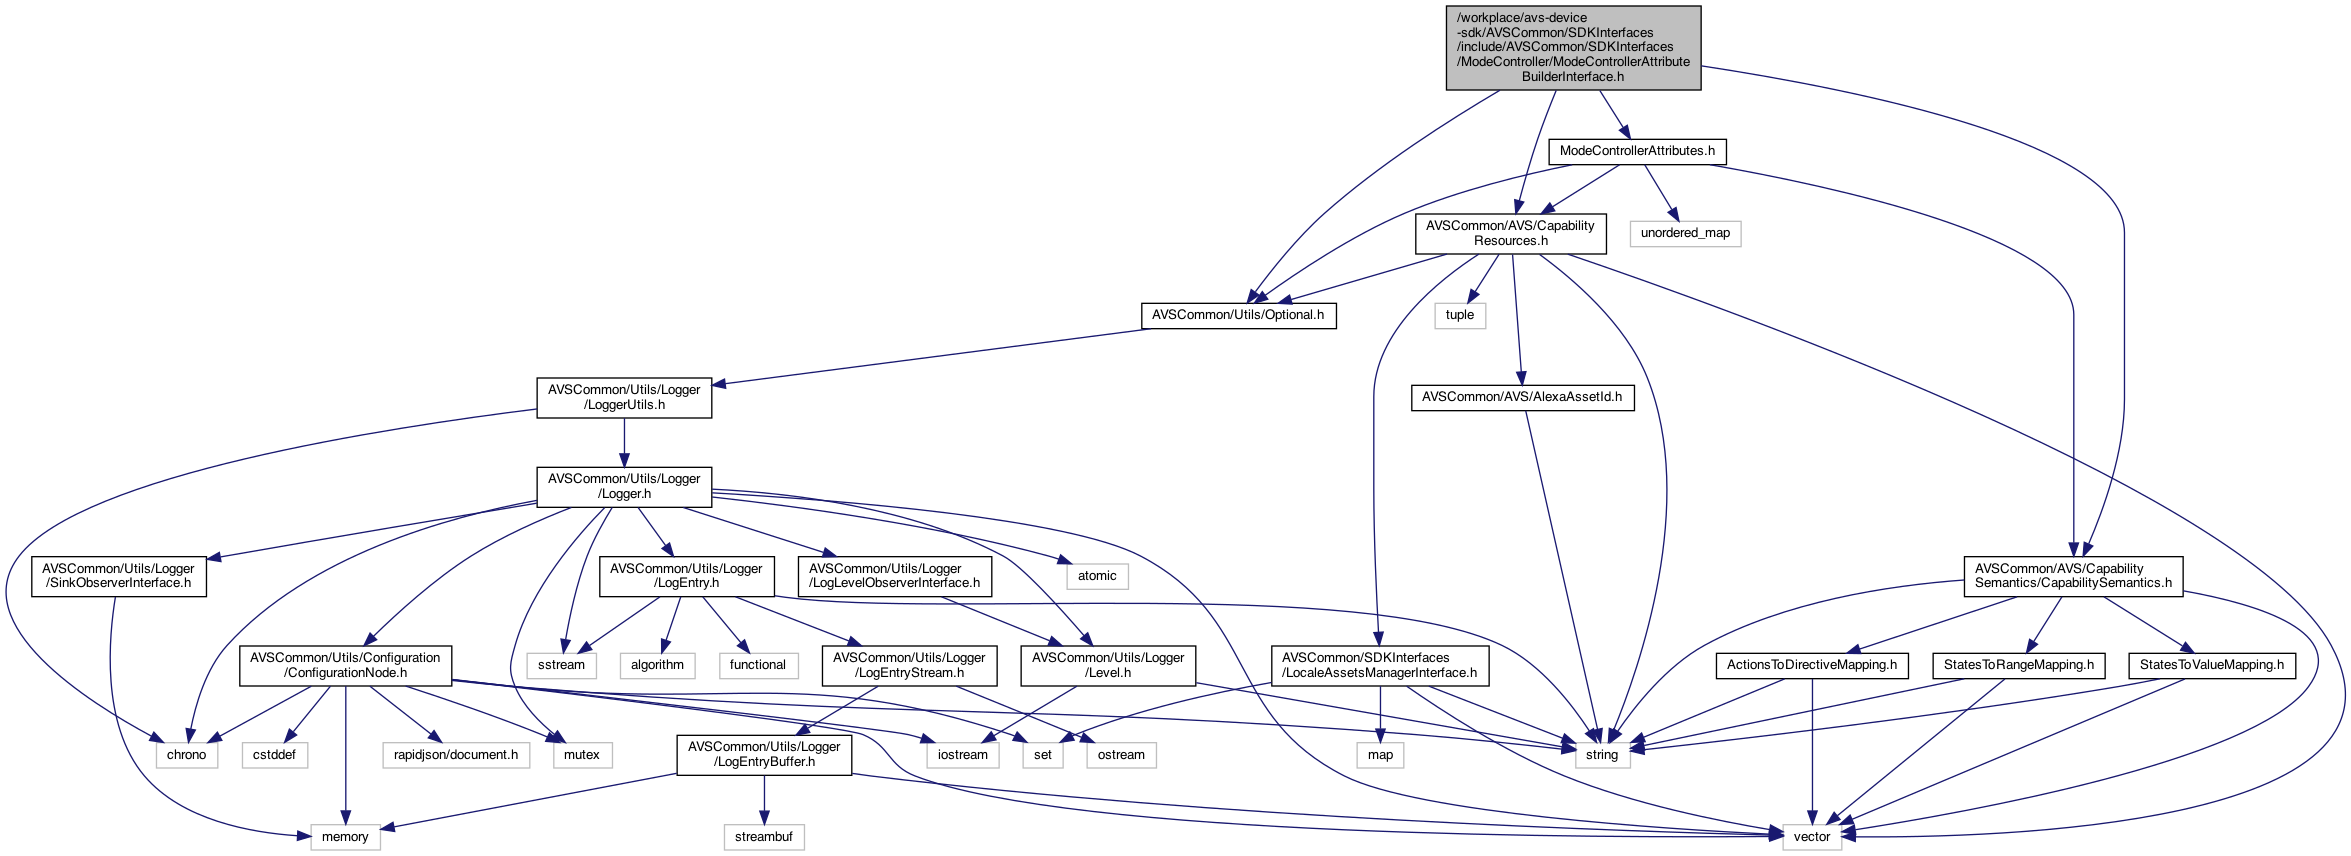 /workplace/avs-device
-sdk/AVSCommon/SDKInterfaces
/include/AVSCommon/SDKInterfaces
/ModeController/ModeControllerAttribute
BuilderInterface.h
ModeControllerAttributes.h
AVSCommon/AVS/Capability
Resources.h
unordered_map
AVSCommon/Utils/Optional.h
tuple
AVSCommon/Utils/Logger
/LoggerUtils.h
AVSCommon/AVS/AlexaAssetId.h
AVSCommon/Utils/Logger
/Logger.h
AVSCommon/Utils/Logger
/SinkObserverInterface.h
AVSCommon/Utils/Logger
/LogEntry.h
AVSCommon/Utils/Logger
/LogLevelObserverInterface.h
atomic
AVSCommon/AVS/Capability
Semantics/CapabilitySemantics.h
AVSCommon/Utils/Configuration
/ConfigurationNode.h
sstream
algorithm
functional
AVSCommon/Utils/Logger
/LogEntryStream.h
AVSCommon/Utils/Logger
/Level.h
AVSCommon/SDKInterfaces
/LocaleAssetsManagerInterface.h
ActionsToDirectiveMapping.h
StatesToRangeMapping.h
StatesToValueMapping.h
chrono
cstddef
rapidjson/document.h
mutex
AVSCommon/Utils/Logger
/LogEntryBuffer.h
iostream
set
ostream
map
string
memory
streambuf
vector